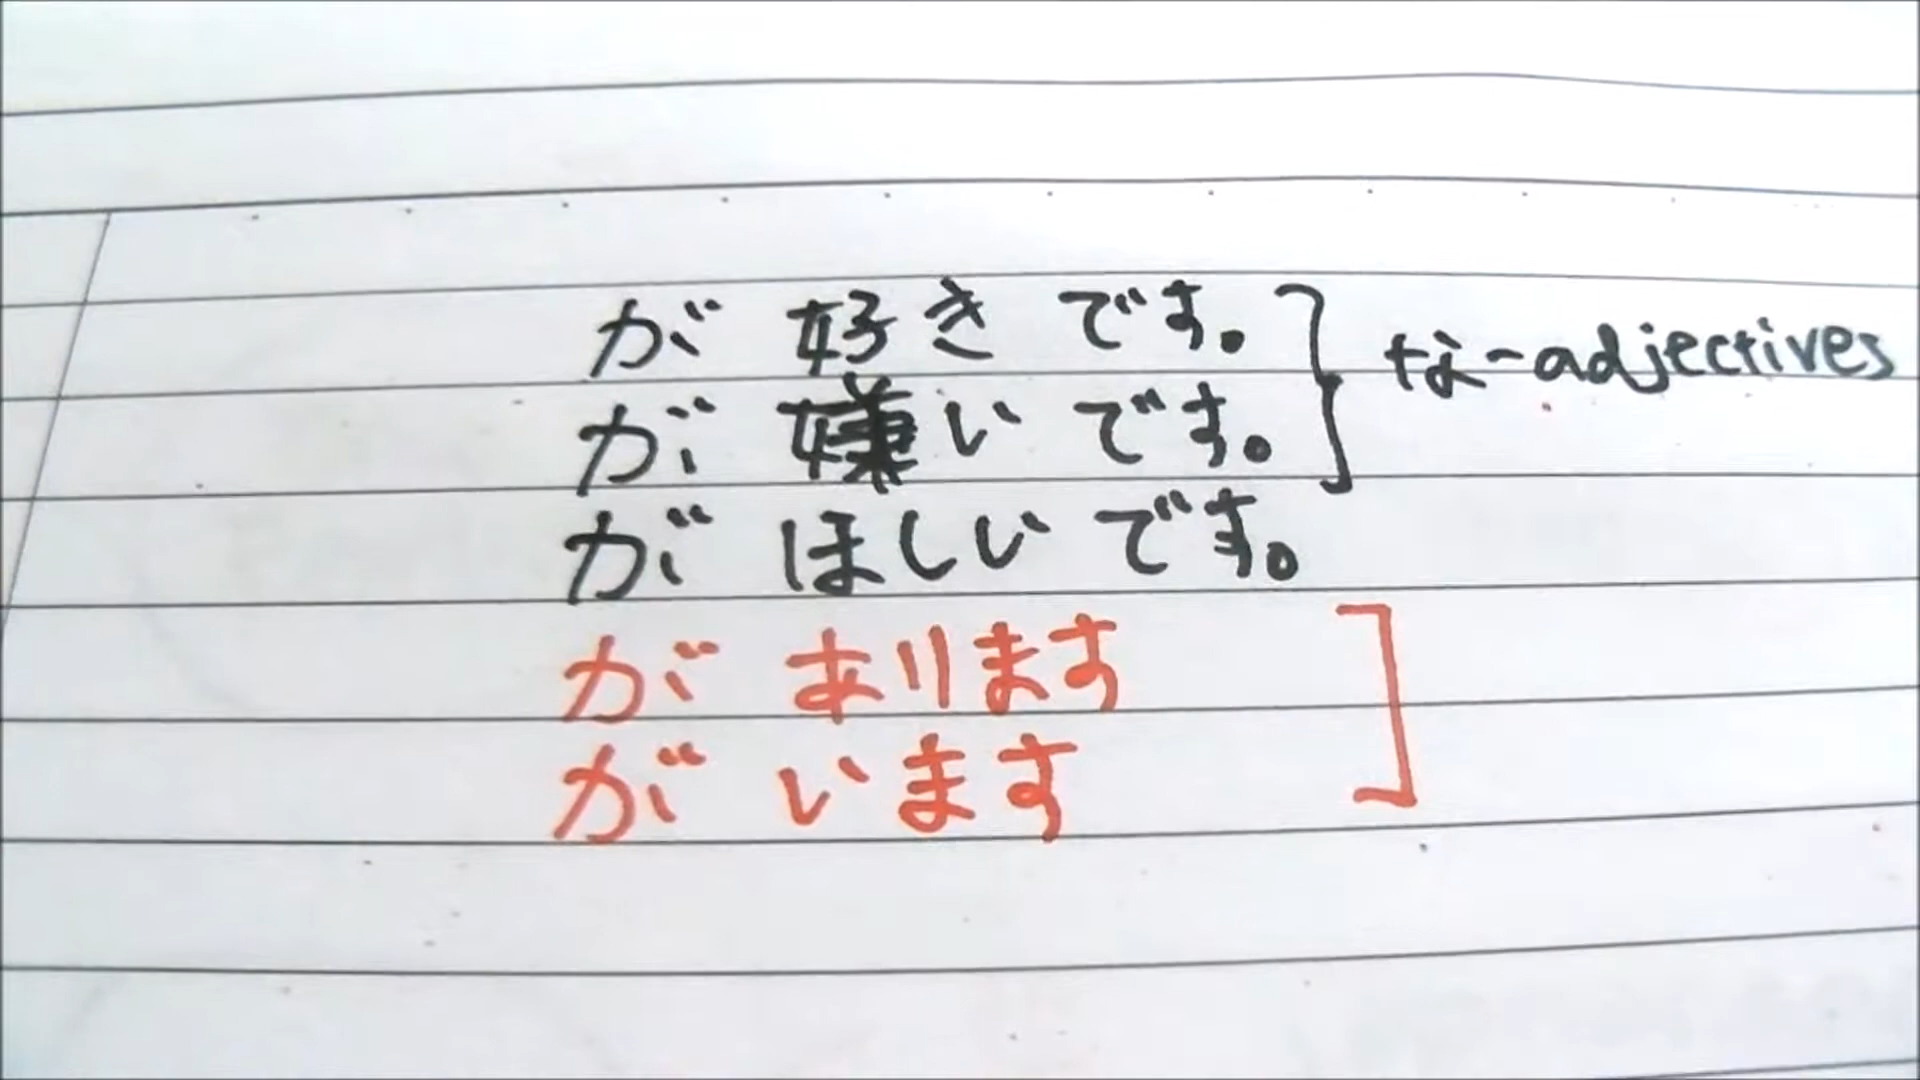 が 好き です。 な-adjectives
が 嫌い です。
が ほしい です。
が あります
が います